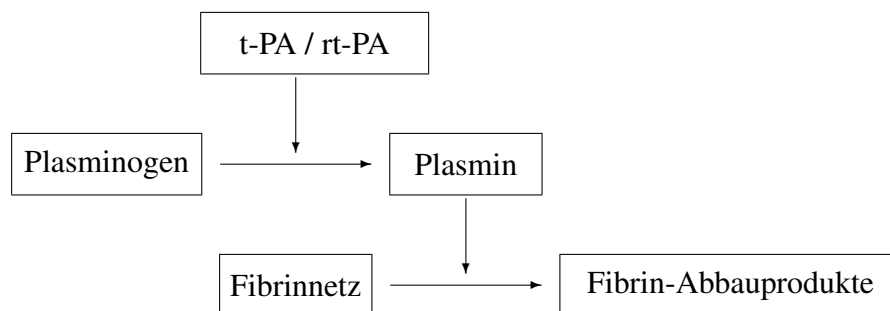 t-PA / rt-PA
Plasminogen
Plasmin
Fibrinnetz
Fibrin-Abbauprodukte